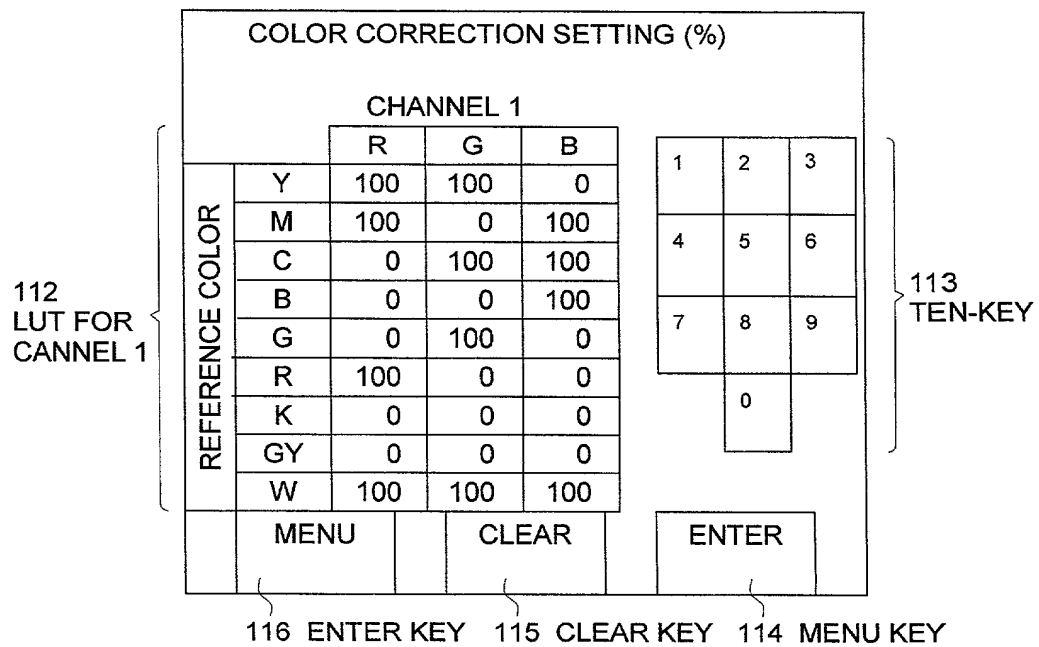 COLOR CORRECTION SETTING (%)
CHANNEL 1
R G B
REFERENCE COLOR
Y 100 100 0
M 100 0 100
C 0 100 100
B 0 0 100
G 0 100 0
R 100 0 0
K 0 0 0
GY 0 0 0
W 100 100 100
1 2 3
4 5 6
7 8 9
0
112
LUT FOR
CANNEL 1
113
TEN-KEY
MENU CLEAR ENTER
116 ENTER KEY 115 CLEAR KEY 114 MENU KEY